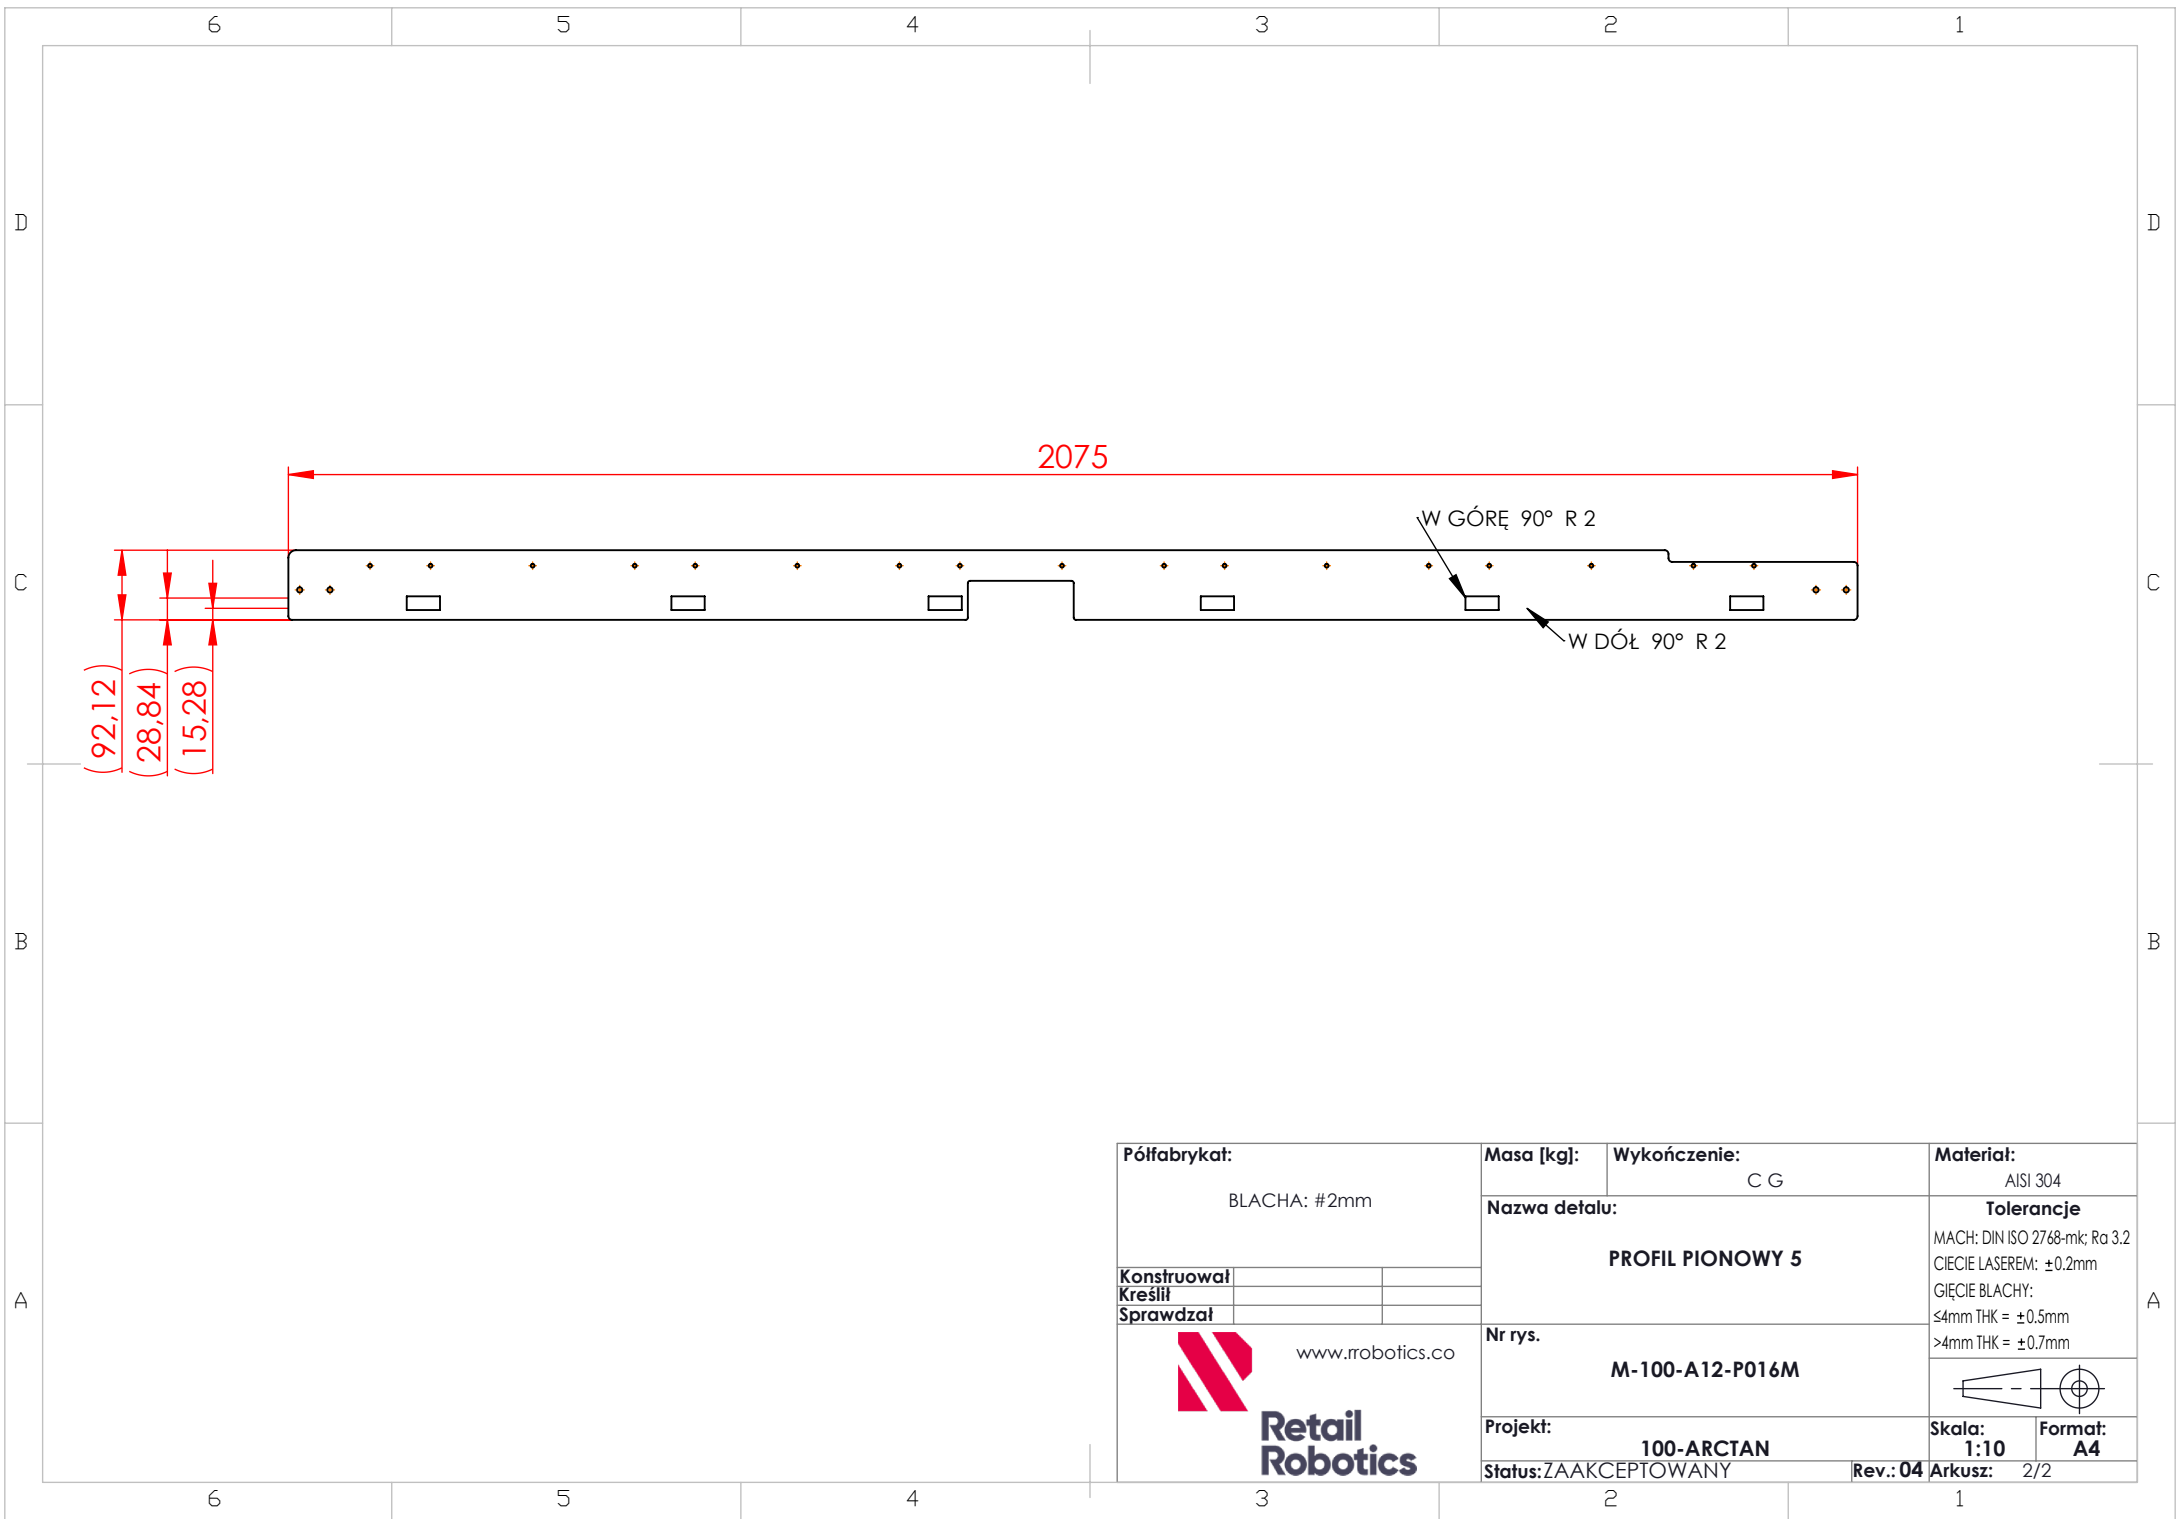 6 5 4 3 2 1
D D
2075
W GÓRĘ 90° R 2
C C
W DÓŁ 90° R 2
(92,12)
(28,84)
(15,28)
B B
Półfabrykat:
BLACHA: #2mm
Masa [kg]:
Wykończenie:
C G
Materiał:
AISI 304
Nazwa detalu:
PROFIL PIONOWY 5
Tolerancje
MACH: DIN ISO 2768-mk; Ra 3.2
CIECIE LASEREM: ±0.2mm
GIĘCIE BLACHY:
≤4mm THK = ±0.5mm
>4mm THK = ±0.7mm
Konstruował
Kreślił
Sprawdzał
A A
www.rrobotics.co
Retail
Robotics
Nr rys.
M-100-A12-P016M
Projekt:
100-ARCTAN
Skala:
1:10
Format:
A4
Status: ZAAKCEPTOWANY
Rev.: 04
Arkusz: 2/2
6 5 4 3 2 1